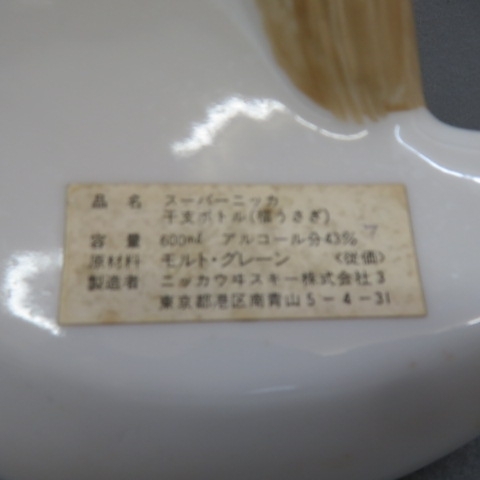 品名 スーパーニッカ
干支ボトル(福うさぎ)
容量 600ml アルコール分43%
原材料 モルト・グレーン <従価>
製造者 ニッカウヰスキー株式会社3
東京都港区南青山5-4-31